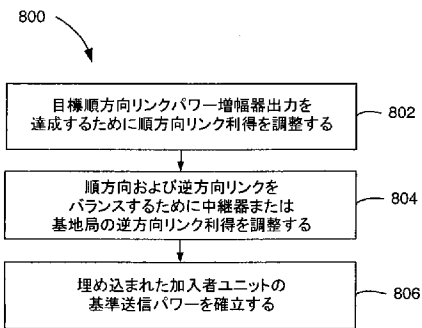 800
目標順方向リンクパワー増幅器出力を
達成するために順方向リンク利得を調整する
802
順方向および逆方向リンクを
バランスするために中継器または
基地局の逆方向リンク利得を調整する
804
埋め込まれた加入者ユニットの
基準送信パワーを確立する
806